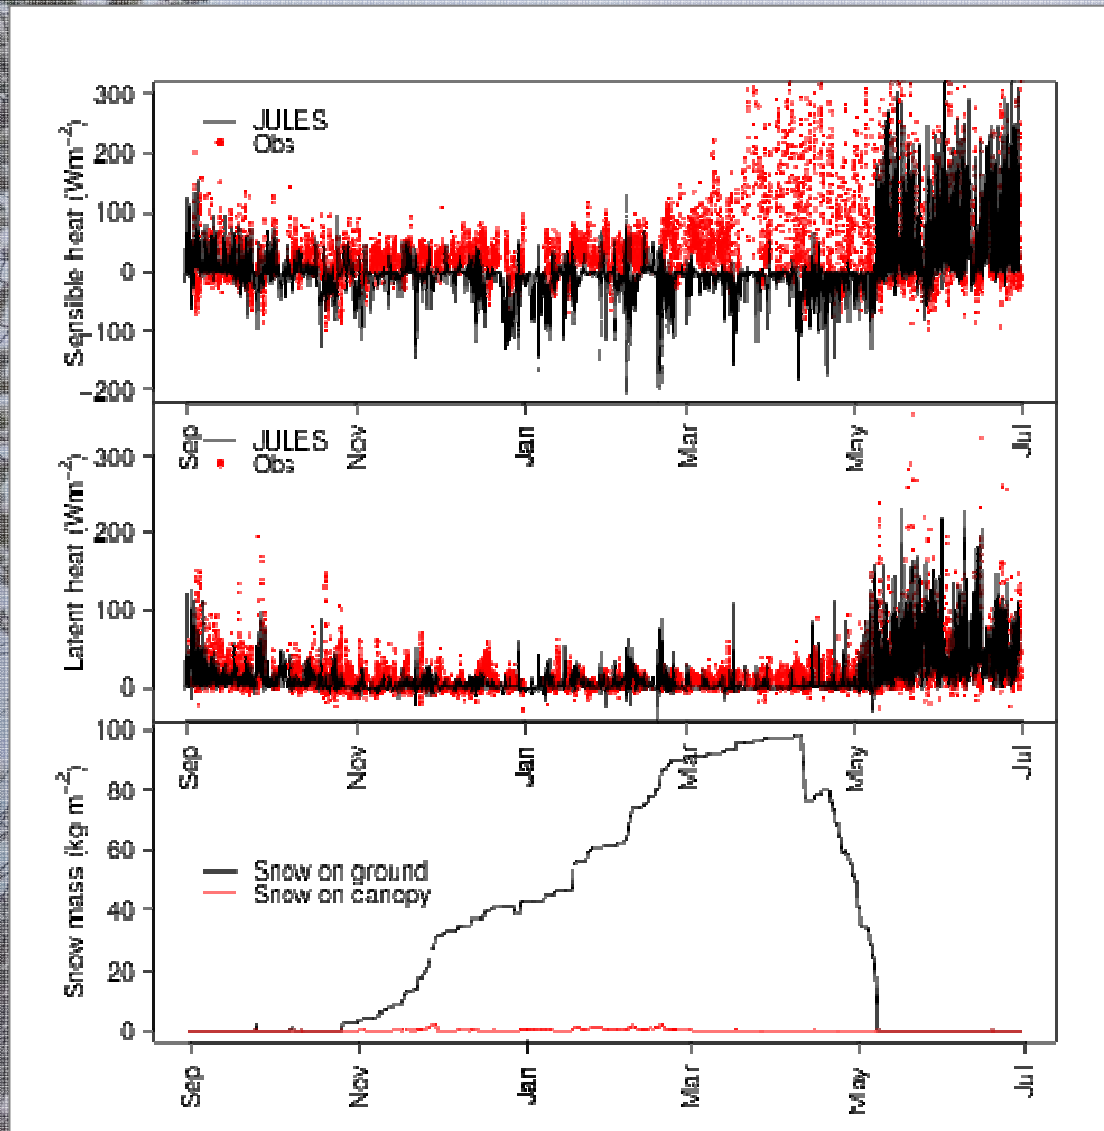 300
200
100
0
−100
−200
Sensible heat (Wm−2)
JULES
Obs
Sep
Nov
Jan
Mar
May
Jul
300
200
100
0
Latent heat (Wm−2)
JULES
Obs
Sep
Nov
Jan
Mar
May
Jul
100
80
60
40
20
0
Snow mass (kg m−2)
Snow on ground
Snow on canopy
Sep
Nov
Jan
Mar
May
Jul